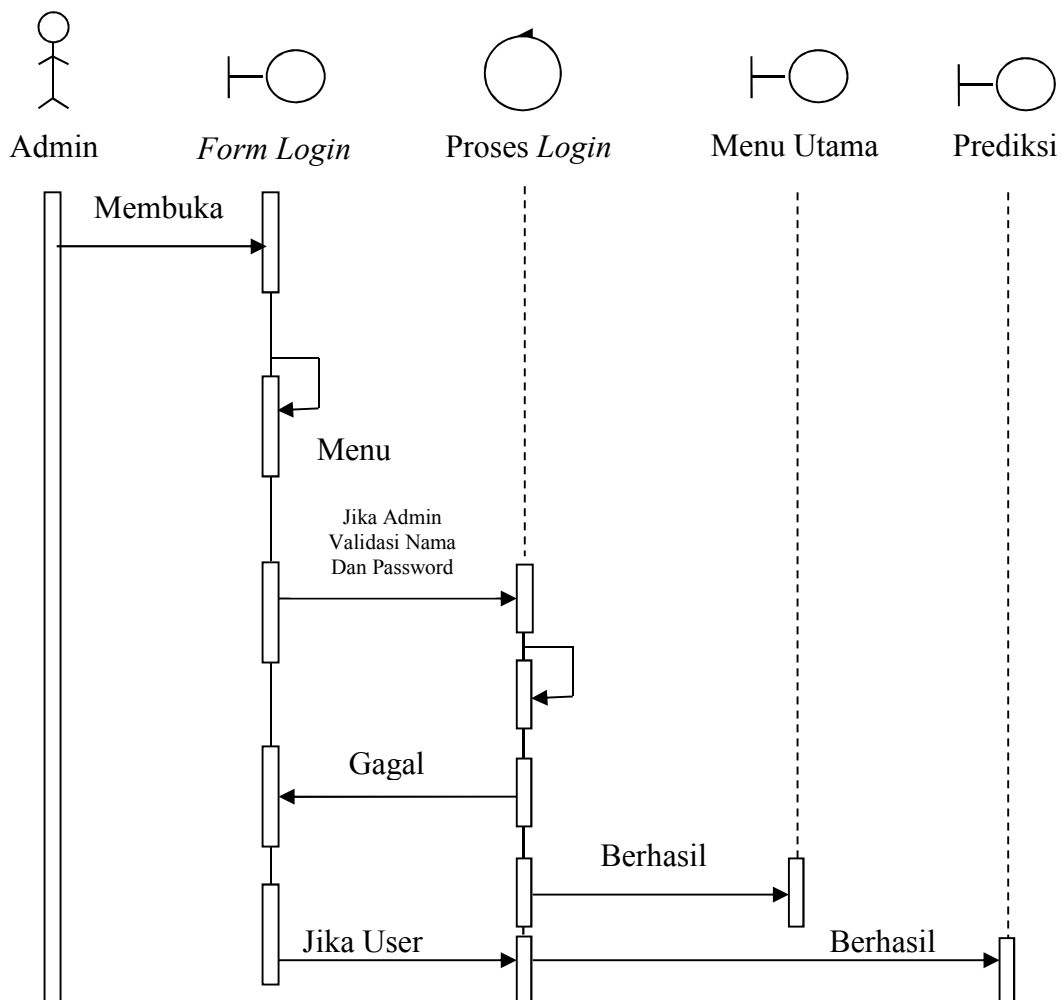 Admin
Form Login
Proses Login
Menu Utama
Prediksi
Membuka
Menu
Jika Admin
Validasi Nama
Dan Password
Gagal
Berhasil
Jika User
Berhasil